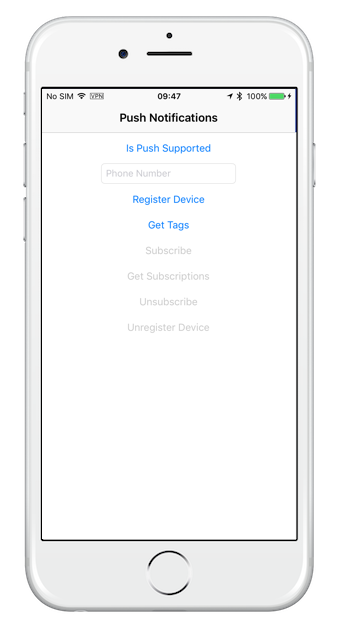 No SIM VPN 09:47 100%
Push Notifications
Is Push Supported
Phone Number
Register Device
Get Tags
Subscribe
Get Subscriptions
Unsubscribe
Unregister Device